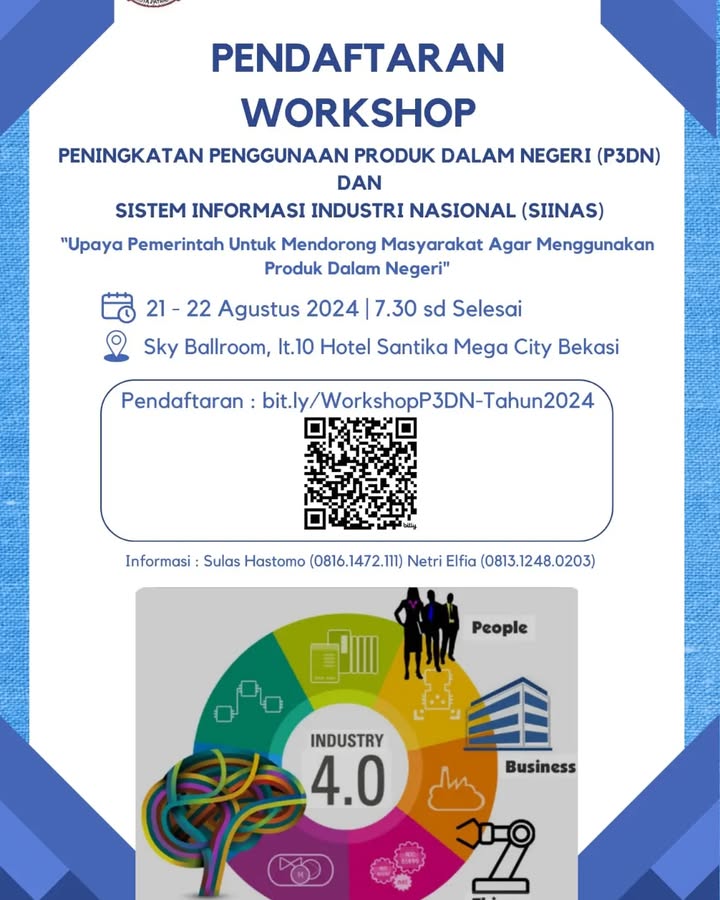 PENDAFTARAN
WORKSHOP
PENINGKATAN PENGGUNAAN PRODUK DALAM NEGERI (P3DN)
DAN
SISTEM INFORMASI INDUSTRI NASIONAL (SIINAS)
"Upaya Pemerintah Untuk Mendorong Masyarakat Agar Menggunakan
Produk Dalam Negeri"
21 - 22 Agustus 2024 | 7.30 sd Selesai
Sky Ballroom, lt.10 Hotel Santika Mega City Bekasi
Pendaftaran : bit.ly/WorkshopP3DN-Tahun2024
bitly
Informasi : Sulas Hastomo (0816.1472.111) Netri Elfia (0813.1248.0203)
People
INDUSTRY
4.0
Business